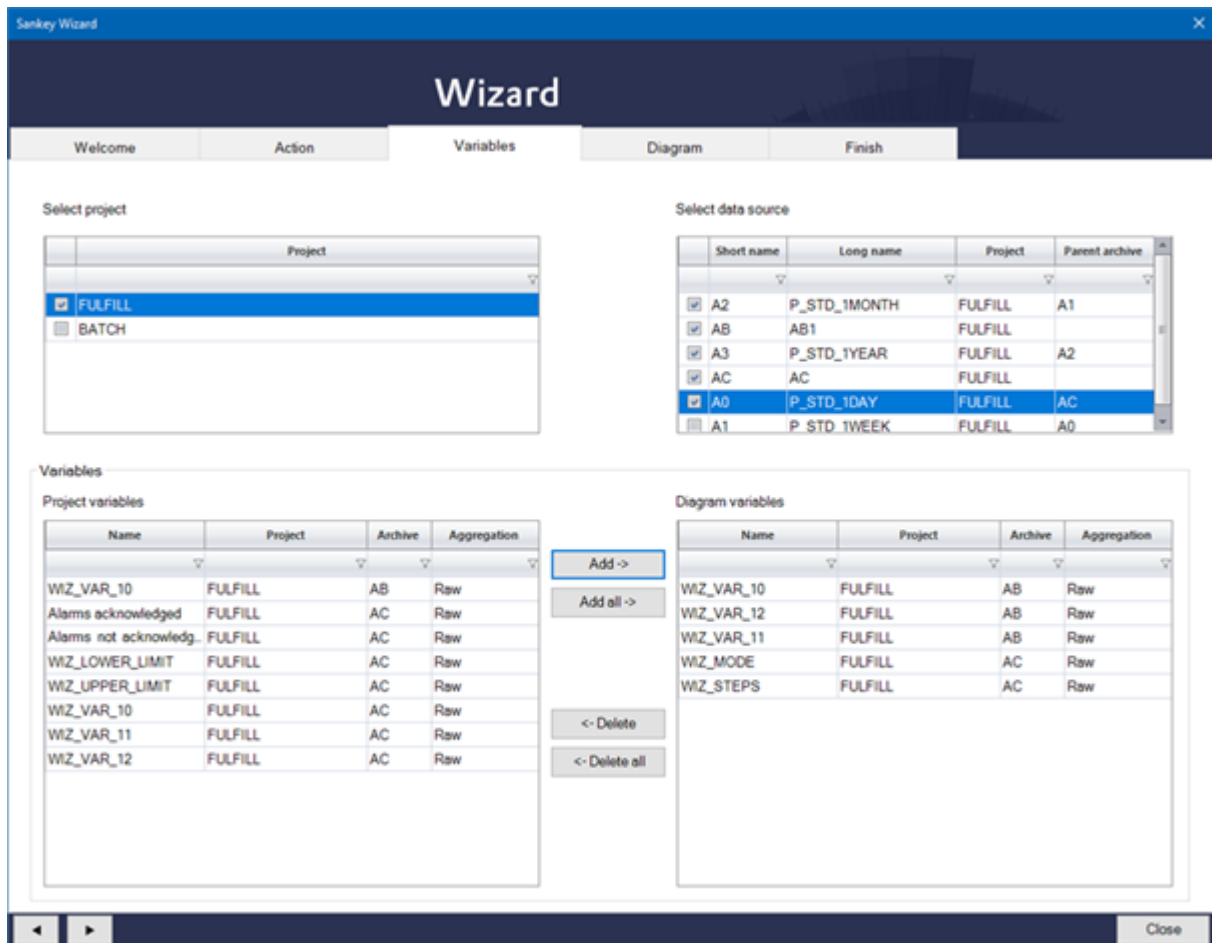 Sankey Wizard
Wizard
Welcome Action Variables Diagram Finish
Select project
Project
FULFILL
BATCH
Select data source
Short name Long name Project Parent archive
A2 P_STD_1MONTH FULFILL A1
AB AB1 FULFILL
A3 P_STD_1YEAR FULFILL A2
AC AC FULFILL
A0 P_STD_1DAY FULFILL AC
A1 P_STD_1WEEK FULFILL A0
Variables
Project variables
Name Project Archive Aggregation
WIZ_VAR_10 FULFILL AB Raw
Alarms acknowledged FULFILL AC Raw
Alarms not acknowledg... FULFILL AC Raw
WIZ_LOWER_LIMIT FULFILL AC Raw
WIZ_UPPER_LIMIT FULFILL AC Raw
WIZ_VAR_10 FULFILL AC Raw
WIZ_VAR_11 FULFILL AC Raw
WIZ_VAR_12 FULFILL AC Raw
Add ->
Add all ->
<- Delete
<- Delete all
Diagram variables
Name Project Archive Aggregation
WIZ_VAR_10 FULFILL AB Raw
WIZ_VAR_12 FULFILL AB Raw
WIZ_VAR_11 FULFILL AB Raw
WIZ_MODE FULFILL AC Raw
WIZ_STEPS FULFILL AC Raw
Close